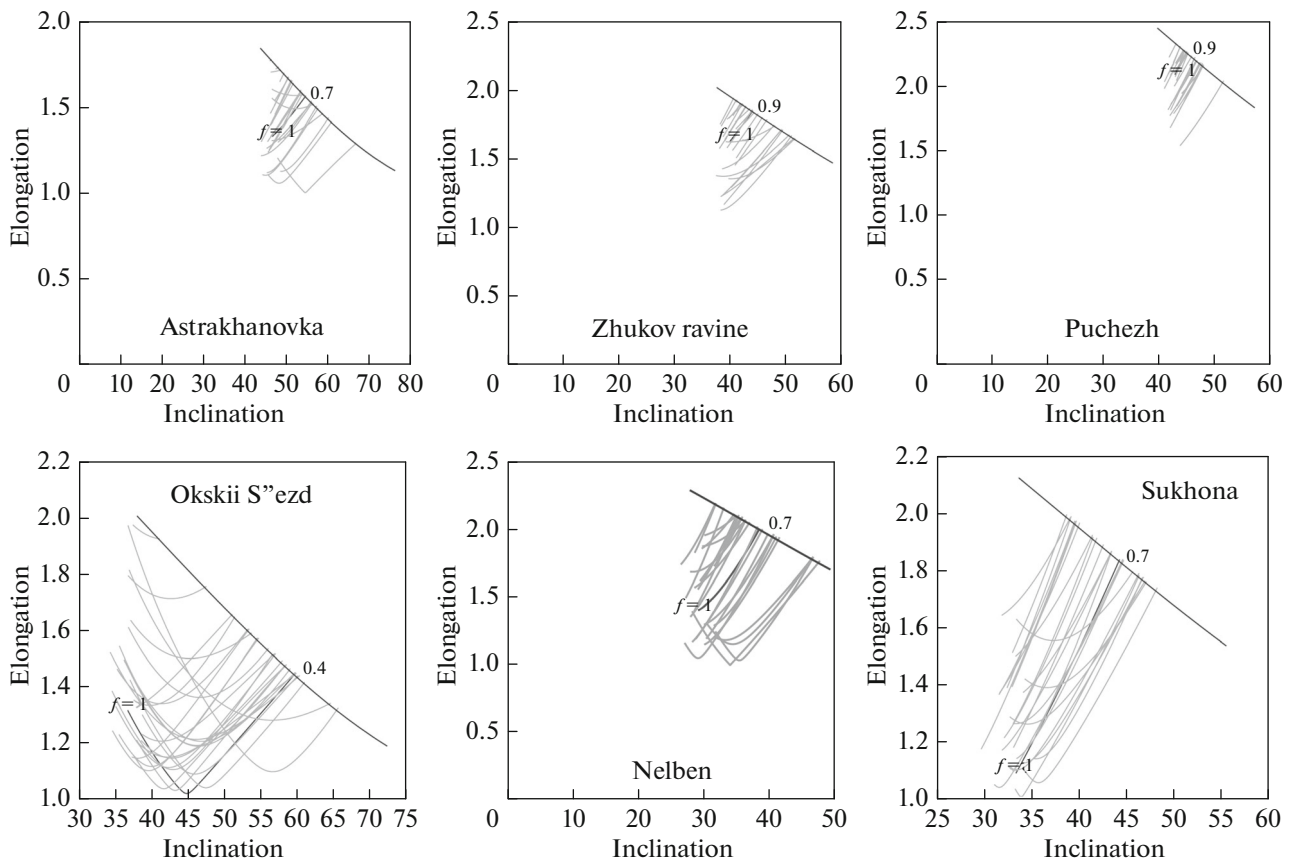 2.0
1.5
1.0
0.5
0
Elongation
0.7
f = 1
Astrakhanovka
10 20 30 40 50 60 70 80
Inclination
2.5
2.0
1.5
1.0
0.5
0
Elongation
0.9
f = 1
Zhukov ravine
10 20 30 40 50 60
Inclination
2.5
2.0
1.5
1.0
0.5
0
Elongation
0.9
f = 1
Puchezh
10 20 30 40 50 60
Inclination
2.2
2.0
1.8
1.6
1.4
1.2
1.0
Elongation
Okskii S”ezd
0.4
f = 1
30 35 40 45 50 55 60 65 70 75
Inclination
2.5
2.0
1.5
1.0
0.5
Elongation
0.7
f = 1
Nelben
0 10 20 30 40 50
Inclination
2.2
2.0
1.8
1.6
1.4
1.2
1.0
Elongation
Sukhona
0.7
f = 1
25 30 35 40 45 50 55 60
Inclination